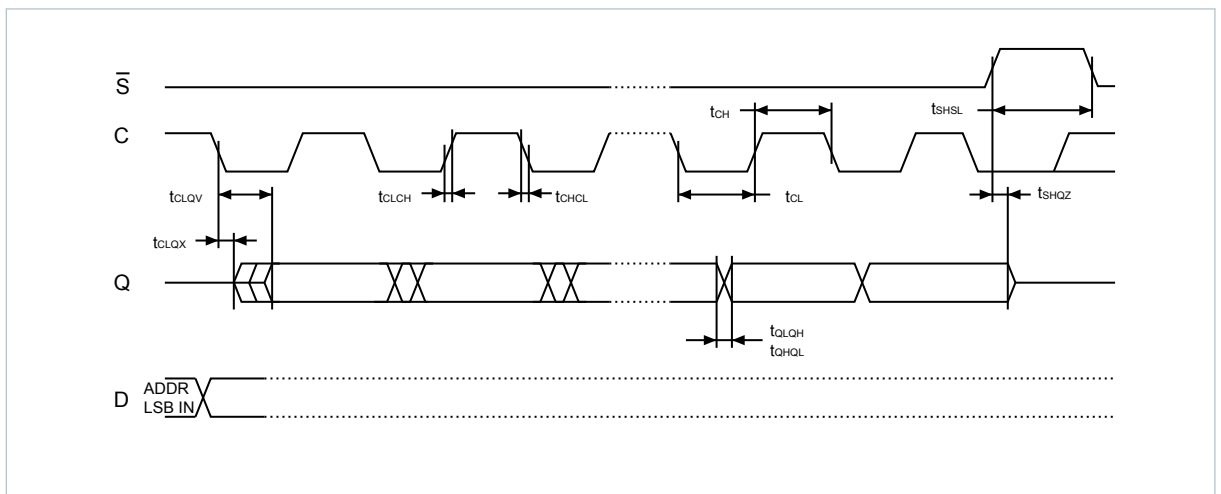 S̅
C
tCH
tSHSL
tCLQV
tCLCH
tCHCL
tCL
tSHQZ
tCLQX
Q
tQLQH
tQHQL
D
ADDR
LSB IN